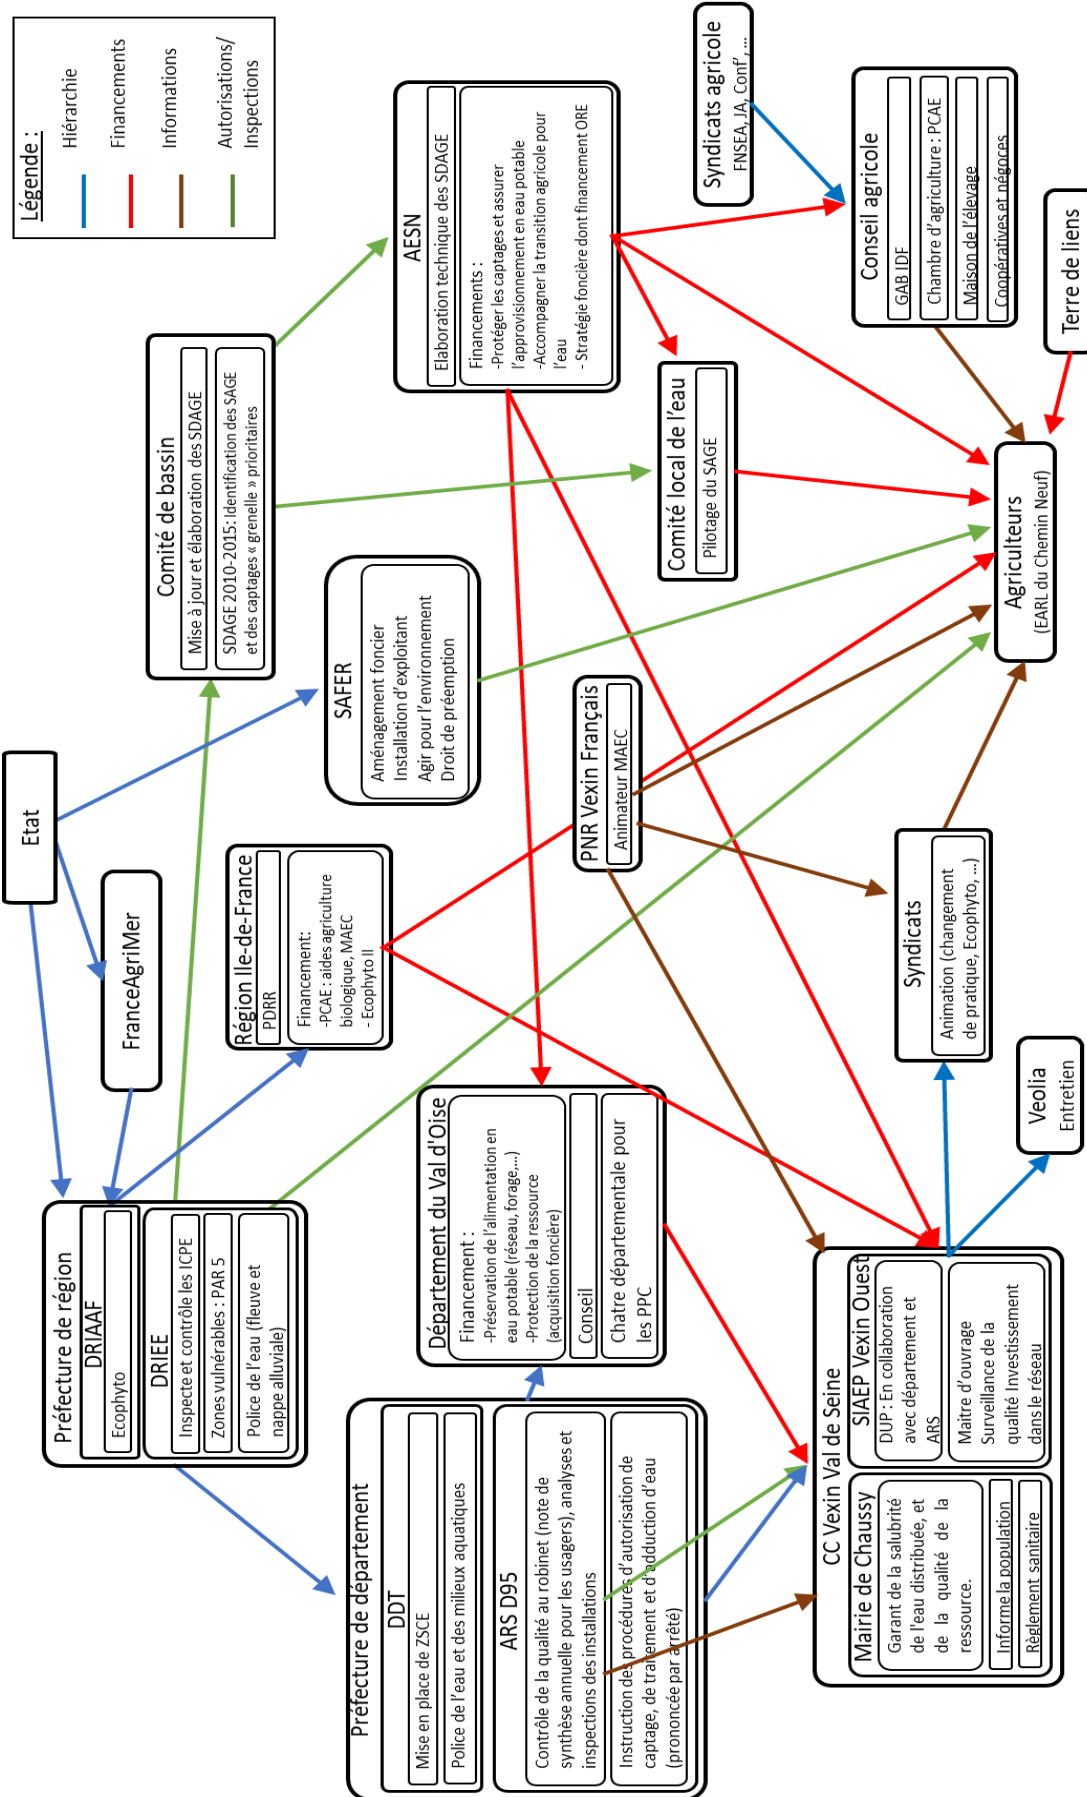 Légende :
Hiérarchie
Financements
Informations
Autorisations/
Inspections
Etat
FranceAgriMer
Préfecture de région
DRIAAF
Ecophyto
DRIEE
Inspecte et contrôle les ICPE
Zones vulnérables : PAR 5
Police de l'eau (fleuve et
nappe alluviale)
Région Ile-de-France
PDRR
Financement:
-PCAE : aides agriculture
biologique, MAEC
- Ecophyto II
SAFER
Aménagement foncier
Installation d'exploitant
Agir pour l'environnement
Droit de préemption
Comité de bassin
Mise à jour et élaboration des SDAGE
SDAGE 2010-2015: Identification des SAGE
et des captages « grenelle » prioritaires
AESN
Elaboration technique des SDAGE
Financements :
-Protéger les captages et assurer
l'approvisionnement en eau potable
-Accompagner la transition agricole pour
l'eau
- Stratégie foncière dont financement ORE
Préfecture de département
DDT
Mise en place de ZSCE
Police de l'eau et des milieux aquatiques
ARS D95
Contrôle de la qualité au robinet (note de
synthèse annuelle pour les usagers), analyses et
inspections des installations
Instruction des procédures d'autorisation de
captage, de traitement et d'adduction d'eau
(prononcée par arrêté)
Département du Val d'Oise
Financement :
-Préservation de l'alimentation en
eau potable (réseau, forage,...)
-Protection de la ressource
(acquisition foncière)
Conseil
Chatre départementale pour
les PPC
PNR Vexin Français
Animateur MAEC
Comité local de l'eau
Pilotage du SAGE
Syndicats agricole
FNSEA, JA, Conf', ...
Conseil agricole
GAB IDF
Chambre d'agriculture : PCAE
Maison de l'élevage
Coopératives et négoces
CC Vexin Val de Seine
Mairie de Chaussy
Garant de la salubrité
de l'eau distribuée, et
de la qualité de la
ressource.
Informe la population
Règlement sanitaire
SIAEP Vexin Ouest
DUP : En collaboration
avec département et
ARS
Maitre d'ouvrage
Surveillance de la
qualité Investissement
dans le réseau
Syndicats
Animation (changement
de pratique, Ecophyto, ...)
Veolia
Entretien
Agriculteurs
(EARL du Chemin Neuf)
Terre de liens